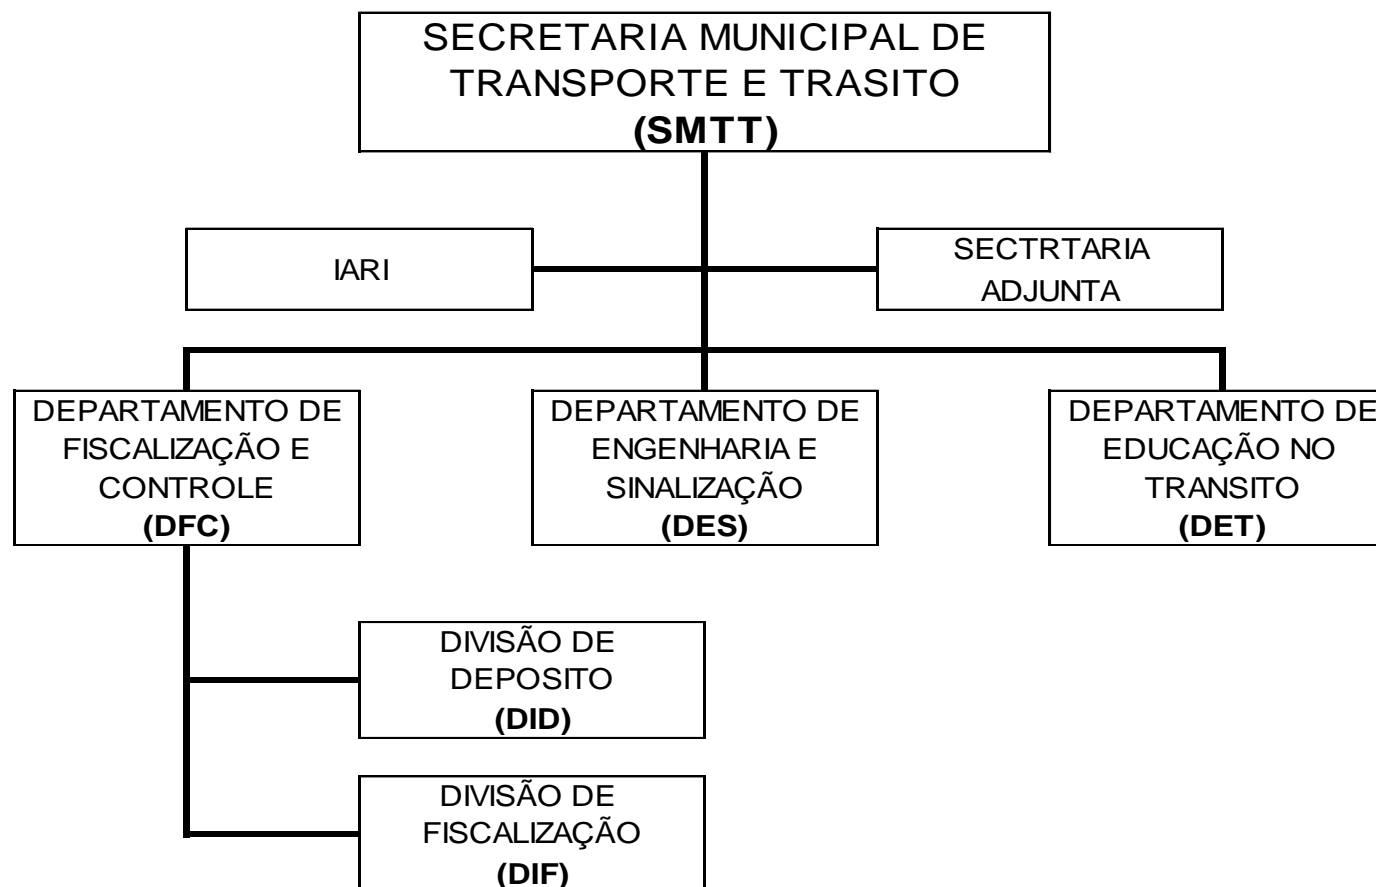 SECRETARIA MUNICIPAL DE
TRANSPORTE E TRASITO
(SMTT)
IARI
SECTRTARIA
ADJUNTA
DEPARTAMENTO DE
FISCALIZAÇÃO E
CONTROLE
(DFC)
DEPARTAMENTO DE
ENGENHARIA E
SINALIZAÇÃO
(DES)
DEPARTAMENTO DE
EDUCAÇÃO NO
TRANSITO
(DET)
DIVISÃO DE
DEPOSITO
(DID)
DIVISÃO DE
FISCALIZAÇÃO
(DIF)